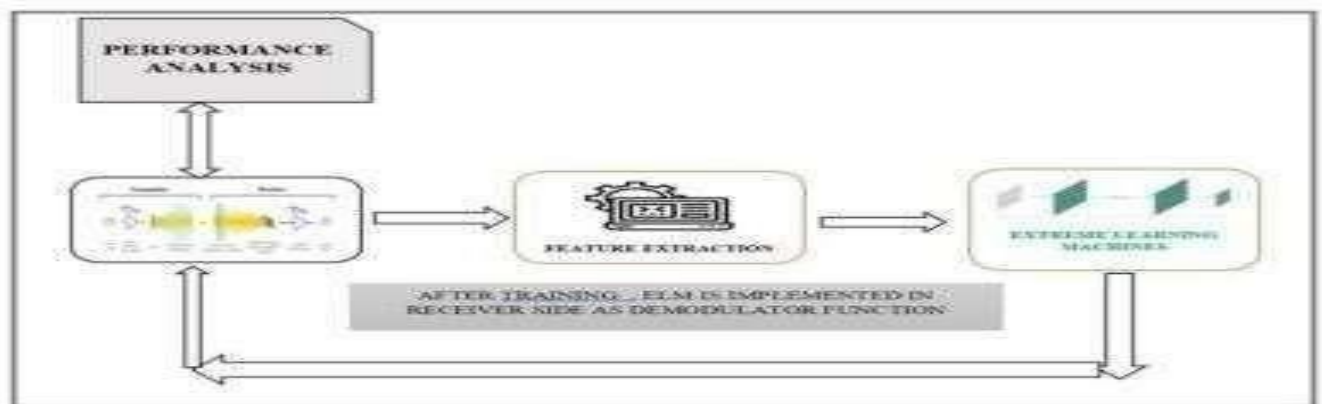 PERFORMANCE
ANALYSIS
FEATURE EXTRACTION
EXTREME LEARNING
MACHINES
AFTER TRAINING , ELM IS IMPLEMENTED IN
RECEIVER SIDE AS DEMODULATOR FUNCTION